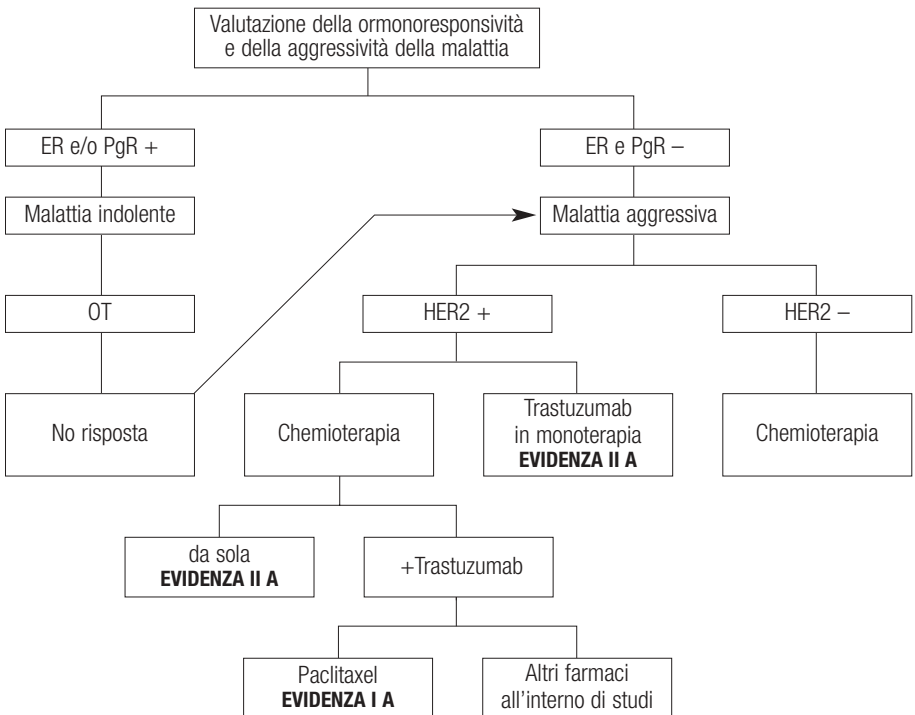 Valutazione della ormonoresponsività
e della aggressività della malattia
ER e/o PgR +
ER e PgR –
Malattia indolente
Malattia aggressiva
OT
HER2 +
HER2 –
No risposta
Chemioterapia
Trastuzumab
in monoterapia
EVIDENZA II A
Chemioterapia
da sola
EVIDENZA II A
+Trastuzumab
Paclitaxel
EVIDENZA I A
Altri farmaci
all'interno di studi